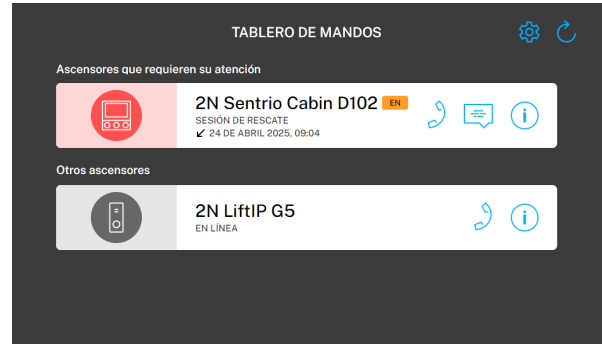 TABLERO DE MANDOS
Ascensores que requieren su atención
2N Sentrio Cabin D102 EN
SESIÓN DE RESCATE
24 DE ABRIL 2025, 09:04
Otros ascensores
2N LiftIP G5
EN LÍNEA